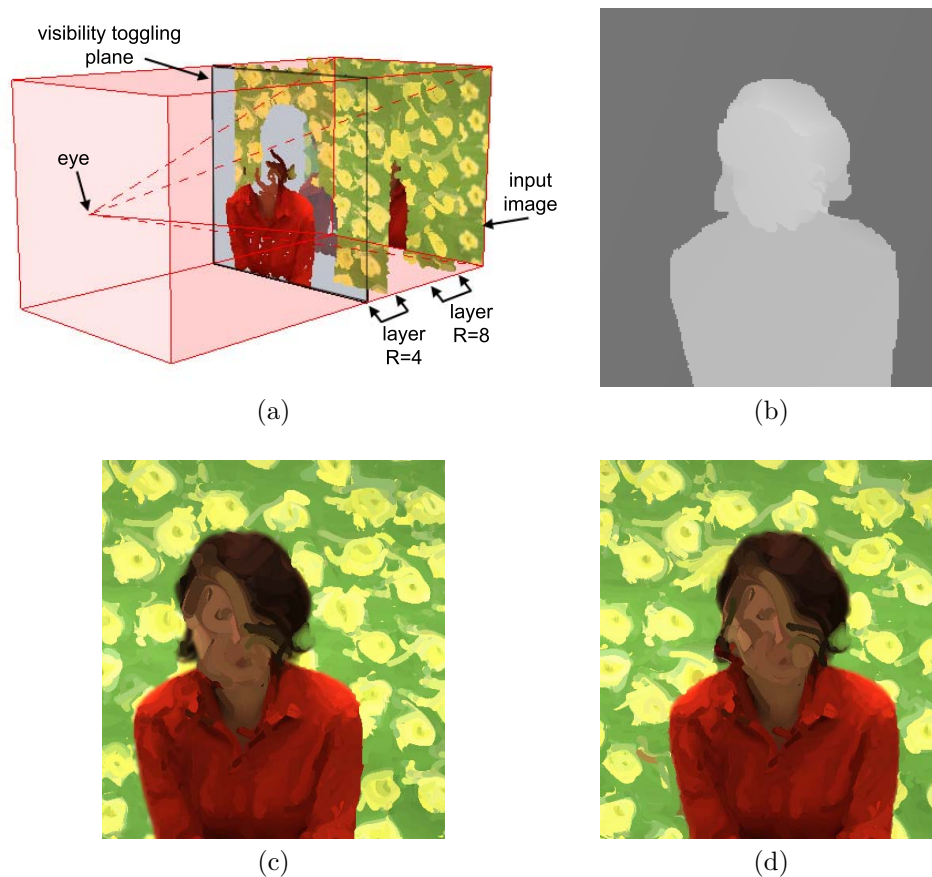 visibility toggling
plane
eye
input
image
layer
R=4
layer
R=8
(a)
(b)
(c)
(d)